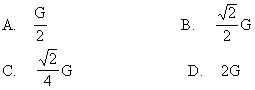 A. G/2 B. √2/2 G
C. √2/4 G D. 2G